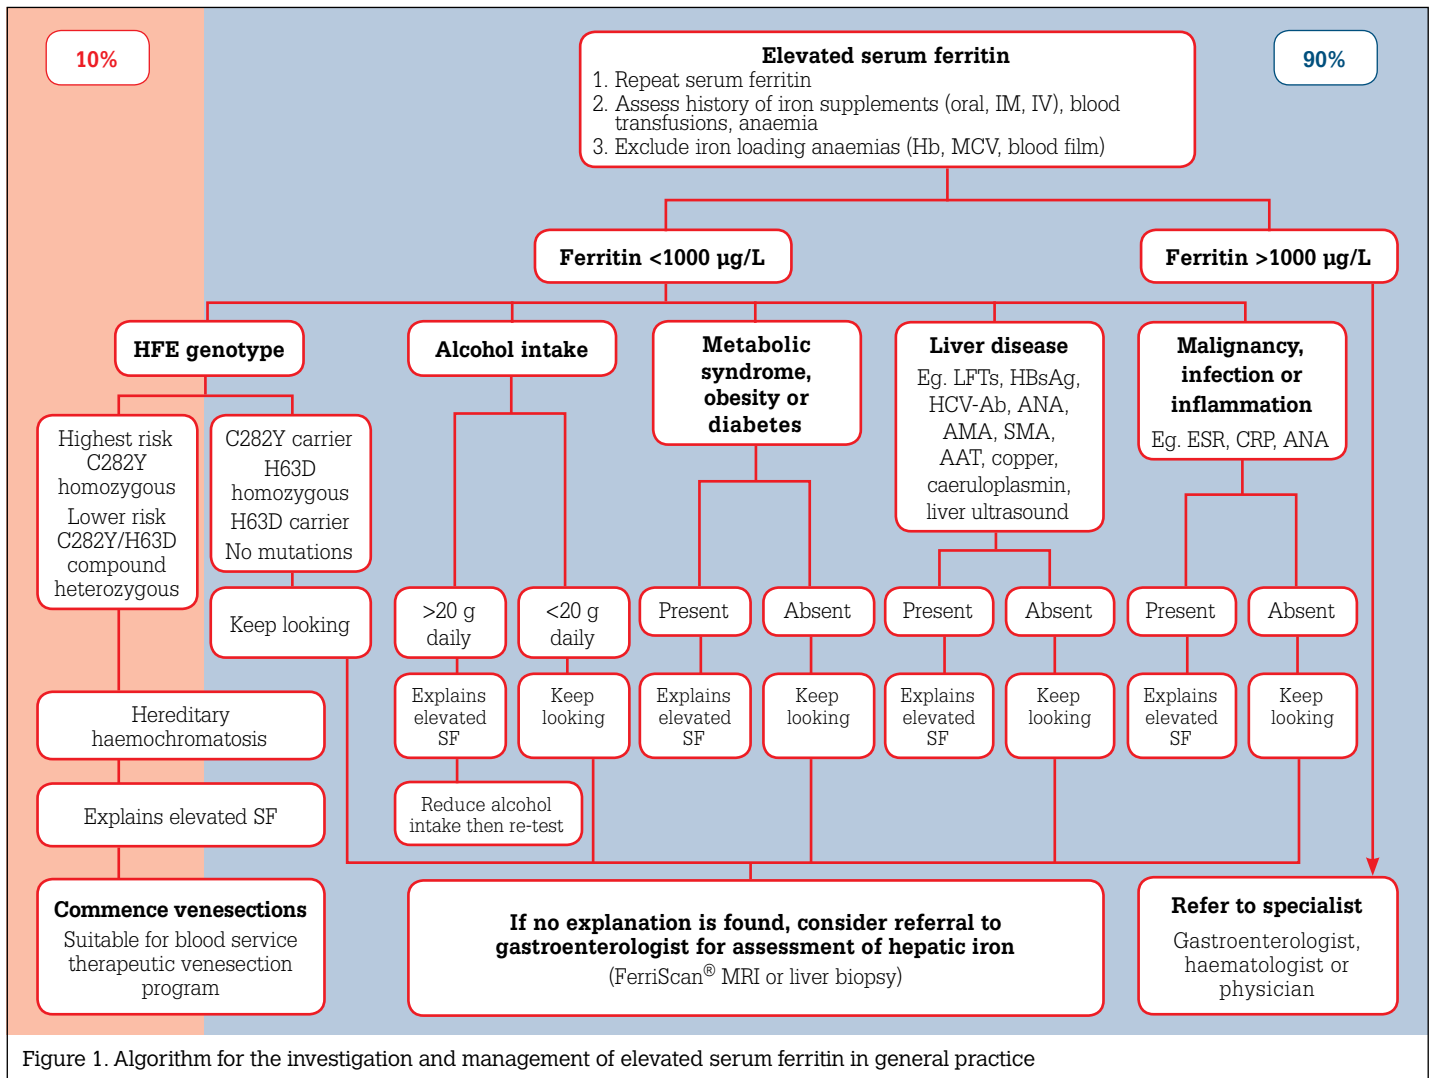 10%
90%
Elevated serum ferritin
1. Repeat serum ferritin
2. Assess history of iron supplements (oral, IM, IV), blood
transfusions, anaemia
3. Exclude iron loading anaemias (Hb, MCV, blood film)
Ferritin <1000 µg/L
Ferritin >1000 µg/L
HFE genotype
Alcohol intake
Metabolic
syndrome,
obesity or
diabetes
Liver disease
Eg. LFTs, HBsAg,
HCV-Ab, ANA,
AMA, SMA,
AAT, copper,
caeruloplasmin,
liver ultrasound
Malignancy,
infection or
inflammation
Eg. ESR, CRP, ANA
Highest risk
C282Y
homozygous
Lower risk
C282Y/H63D
compound
heterozygous
C282Y carrier
H63D
homozygous
H63D carrier
No mutations
Keep looking
>20 g
daily
<20 g
daily
Present
Absent
Present
Absent
Present
Absent
Explains
elevated
SF
Keep
looking
Explains
elevated
SF
Keep
looking
Explains
elevated
SF
Keep
looking
Explains
elevated
SF
Keep
looking
Hereditary
haemochromatosis
Explains elevated SF
Reduce alcohol
intake then re-test
Commence venesections
Suitable for blood service
therapeutic venesection
program
If no explanation is found, consider referral to
gastroenterologist for assessment of hepatic iron
(FerriScan® MRI or liver biopsy)
Refer to specialist
Gastroenterologist,
haematologist or
physician
Figure 1. Algorithm for the investigation and management of elevated serum ferritin in general practice